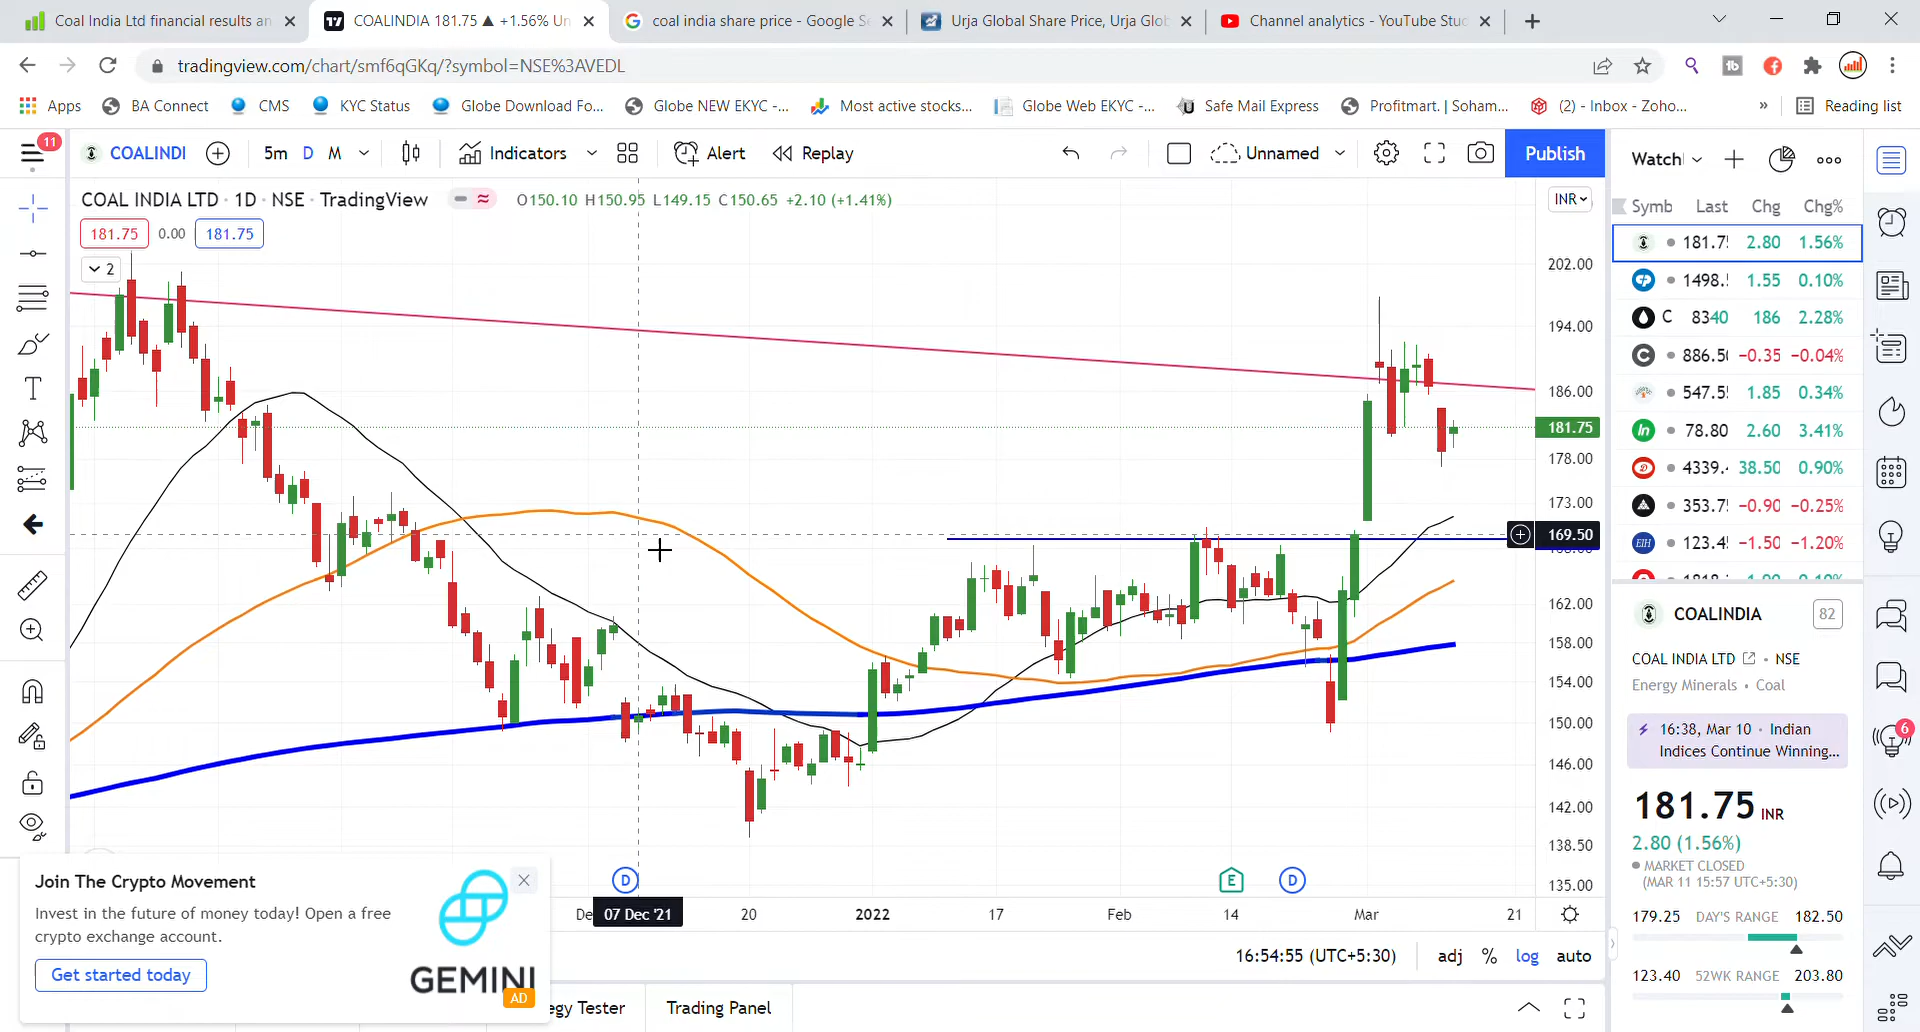 Coal India Ltd financial results an
COALINDIA 181.75 ▲ +1.56% Un
coal india share price - Google Se
Urja Global Share Price, Urja Glob
Channel analytics - YouTube Stud
tradingview.com/chart/smf6qGKq/?symbol=NSE%3AVEDL
Apps
BA Connect
CMS
KYC Status
Globe Download Fo...
Globe NEW EKYC -...
Most active stocks...
Globe Web EKYC -...
Safe Mail Express
Profitmart. | Soham...
(2) - Inbox - Zoho...
»
Reading list
11
COALINDI
5m D M
Indicators
Alert
Replay
Unnamed
Publish
COAL INDIA LTD · 1D · NSE · TradingView
O150.10 H150.95 L149.15 C150.65 +2.10 (+1.41%)
INR
181.75 0.00 181.75
2
202.00
194.00
186.00
181.75
178.00
173.00
169.50
162.00
158.00
154.00
150.00
146.00
142.00
138.50
135.00
D
E
D
De 07 Dec '21 20 2022 17 Feb 14 Mar 21
16:54:55 (UTC+5:30) adj % log auto
egy Tester
Trading Panel
Join The Crypto Movement
Invest in the future of money today! Open a free
crypto exchange account.
Get started today
GEMINI
AD
Watch
Symb Last Chg Chg%
181.7 2.80 1.56%
1498. 1.55 0.10%
C 8340 186 2.28%
886.50 −0.35 −0.04%
547.5 1.85 0.34%
78.80 2.60 3.41%
4339. 38.50 0.90%
353.7 −0.90 −0.25%
EIH 123.4 −1.50 −1.20%
COALINDIA 82
COAL INDIA LTD · NSE
Energy Minerals · Coal
16:38, Mar 10 · Indian
Indices Continue Winning...
181.75 INR
2.80 (1.56%)
MARKET CLOSED
(MAR 11 15:57 UTC+5:30)
179.25 DAY'S RANGE 182.50
123.40 52WK RANGE 203.80
6